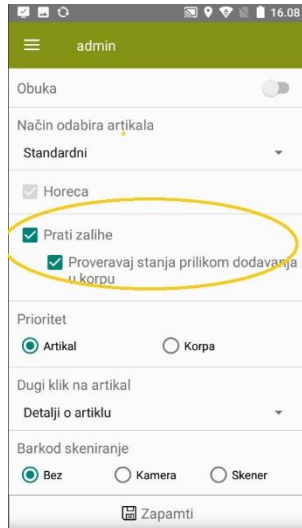 16.08
admin
Obuka
Način odabira artikala
Standardni
Horeca
Prati zalihe
Proveravaj stanja prilikom dodavanja
u korpu
Prioritet
Artikal Korpa
Dugi klik na artikal
Detalji o artiklu
Barkod skeniranje
Bez Kamera Skener
Zapamti